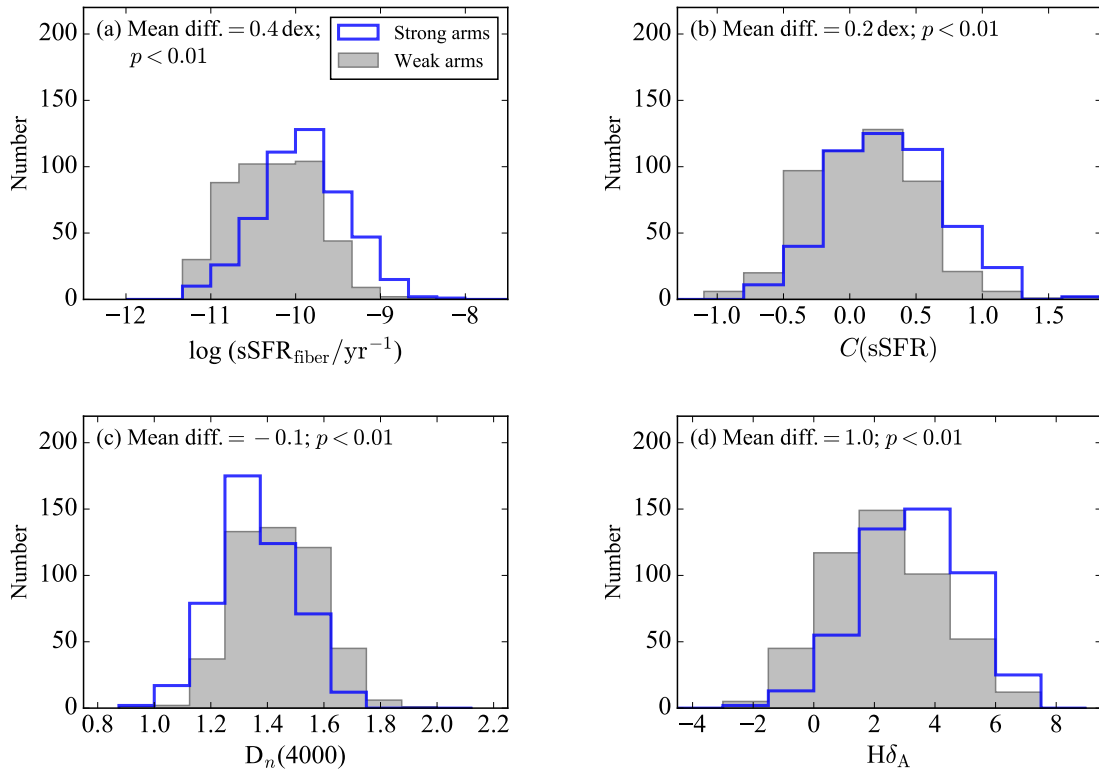 (a) Mean diff. = 0.4 dex;
p < 0.01
Strong arms
Weak arms
220
200
150
100
50
0
Number
−12 −11 −10 −9 −8
log (sSFR_fiber/yr⁻¹)
(b) Mean diff. = 0.2 dex; p < 0.01
200
150
100
50
0
Number
−1.0 −0.5 0.0 0.5 1.0 1.5
C(sSFR)
(c) Mean diff. = − 0.1; p < 0.01
200
150
100
50
0
Number
0.8 1.0 1.2 1.4 1.6 1.8 2.0 2.2
D_n(4000)
(d) Mean diff. = 1.0; p < 0.01
200
150
100
50
0
Number
−4 −2 0 2 4 6 8
Hδ_A